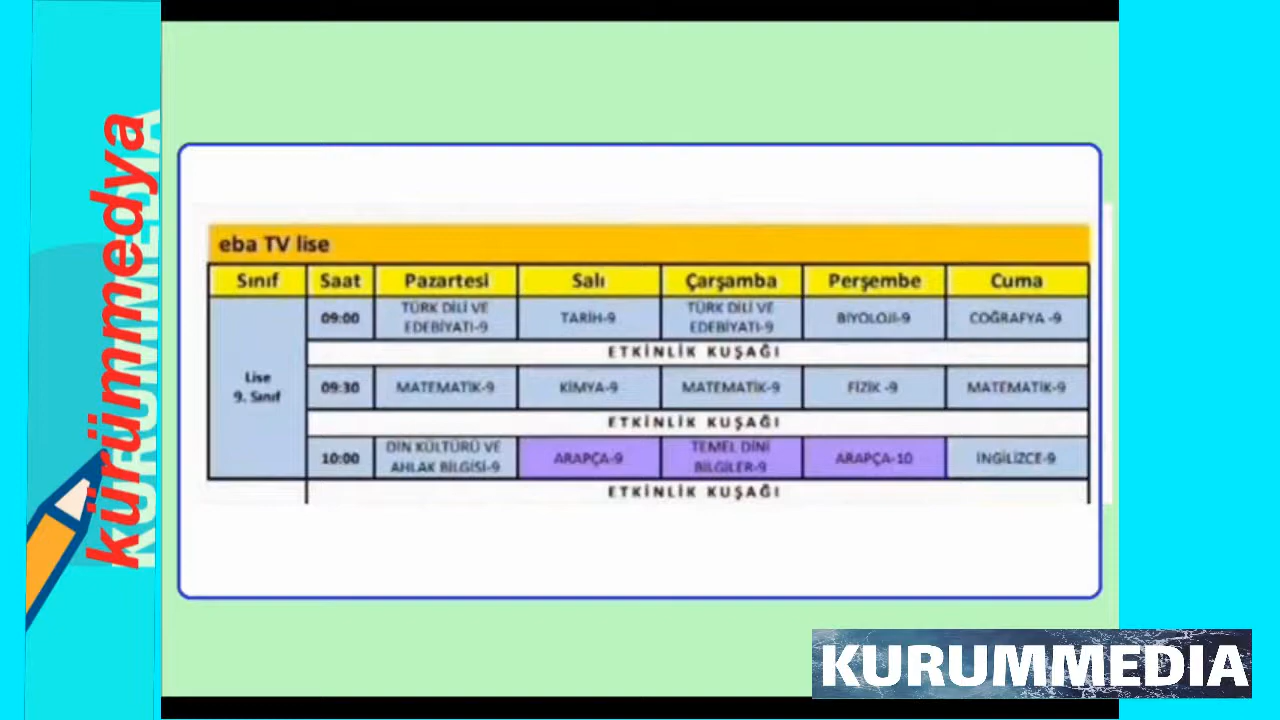 kürümmedya
KURUMMEDIA
eba TV lise
Sınıf Saat Pazartesi Salı Çarşamba Perşembe Cuma
Lise
9. Sınıf
09:00 TÜRK DİLİ VE EDEBİYATI-9 TARİH-9 TÜRK DİLİ VE EDEBİYATI-9 BİYOLOJİ-9 COĞRAFYA -9
ETKİNLİK KUŞAĞI
09:30 MATEMATİK-9 KİMYA-9 MATEMATİK-9 FİZİK -9 MATEMATİK-9
ETKİNLİK KUŞAĞI
10:00 DİN KÜLTÜRÜ VE AHLAK BİLGİSİ-9 ARAPÇA-9 TEMEL DİNİ BİLGİLER-9 ARAPÇA-10 İNGİLİZCE-9
ETKİNLİK KUŞAĞI
KURUMMEDIA